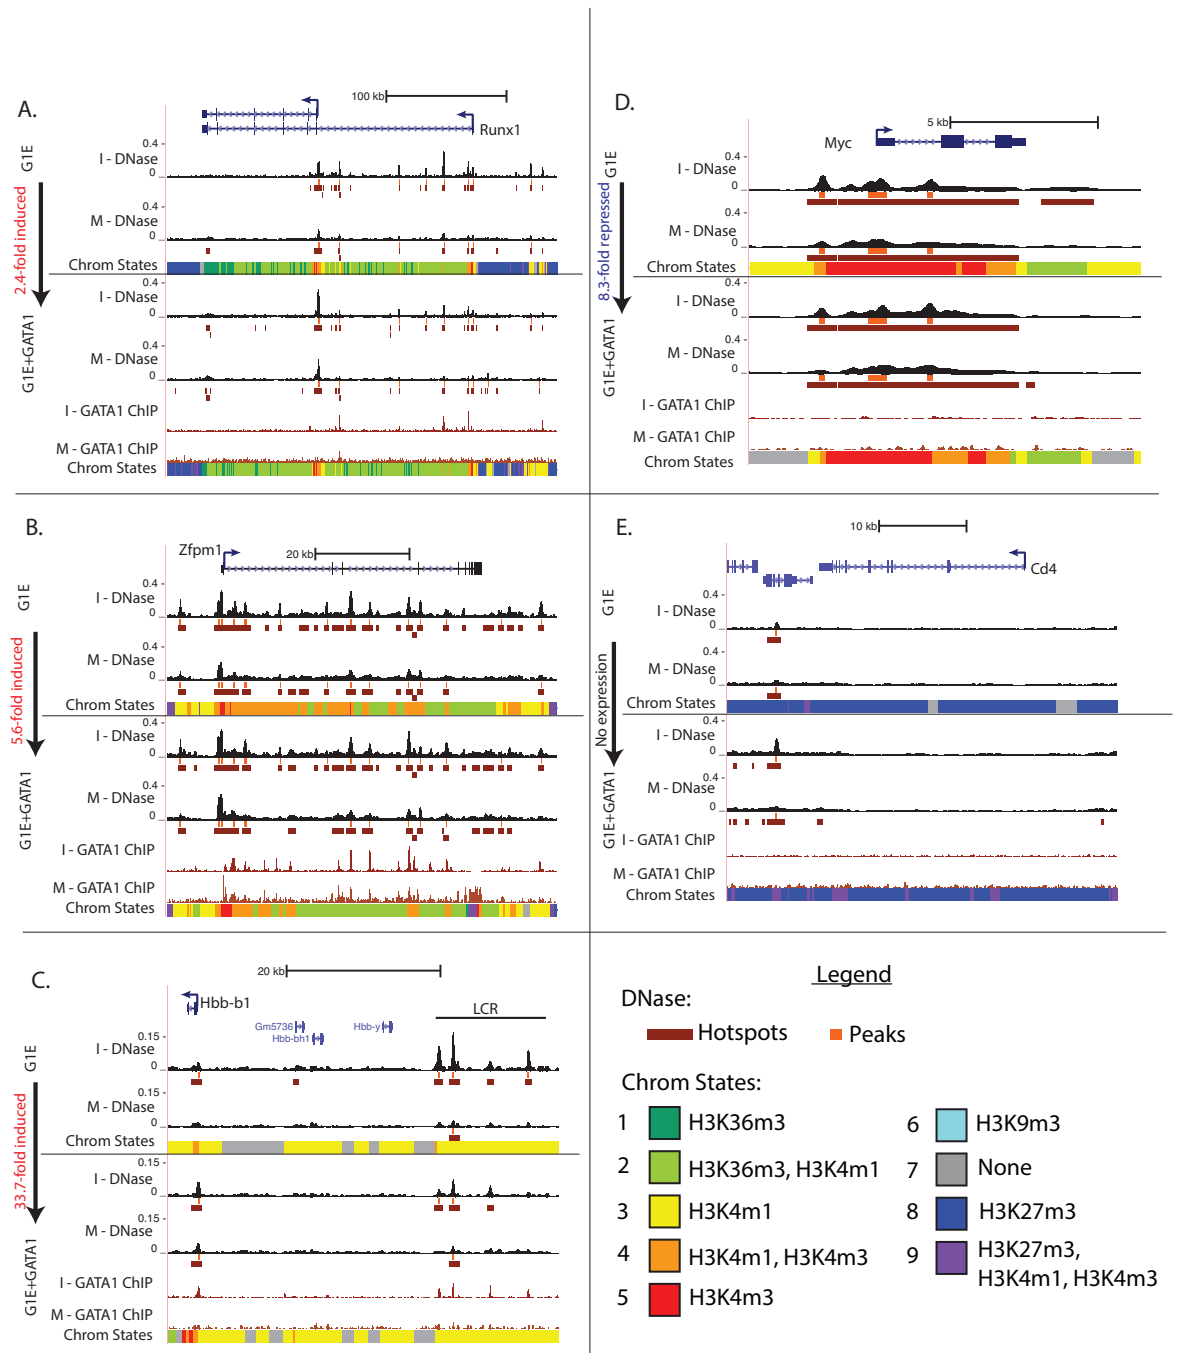 A.
100 kb
Runx1
G1E
2.4-fold induced
G1E+GATA1
0.4
I - DNase
0
0.4
M - DNase
0
Chrom States
0.4
I - DNase
0
0.4
M - DNase
0
I - GATA1 ChIP
M - GATA1 ChIP
Chrom States
B.
Zfpm1
20 kb
G1E
5.6-fold induced
G1E+GATA1
0.4
I - DNase
0
0.4
M - DNase
0
Chrom States
0.4
I - DNase
0
0.4
M - DNase
0
I - GATA1 ChIP
M - GATA1 ChIP
Chrom States
C.
20 kb
Hbb-b1
LCR
Gm5736
Hbb-y
Hbb-bh1
G1E
33.7-fold induced
G1E+GATA1
0.15
I - DNase
0
0.15
M - DNase
0
Chrom States
0.15
I - DNase
0
0.15
M - DNase
0
I - GATA1 ChIP
M - GATA1 ChIP
Chrom States
D.
5 kb
Myc
G1E
8.3-fold repressed
G1E+GATA1
0.4
I - DNase
0
0.4
M - DNase
0
Chrom States
0.4
I - DNase
0
0.4
M - DNase
0
I - GATA1 ChIP
M - GATA1 ChIP
Chrom States
E.
10 kb
Cd4
G1E
No expression
G1E+GATA1
0.4
I - DNase
0
0.4
M - DNase
0
Chrom States
0.4
I - DNase
0
0.4
M - DNase
0
I - GATA1 ChIP
M - GATA1 ChIP
Chrom States
Legend
DNase:
Hotspots
Peaks
Chrom States:
1 H3K36m3
2 H3K36m3, H3K4m1
3 H3K4m1
4 H3K4m1, H3K4m3
5 H3K4m3
6 H3K9m3
7 None
8 H3K27m3
9 H3K27m3,
H3K4m1, H3K4m3